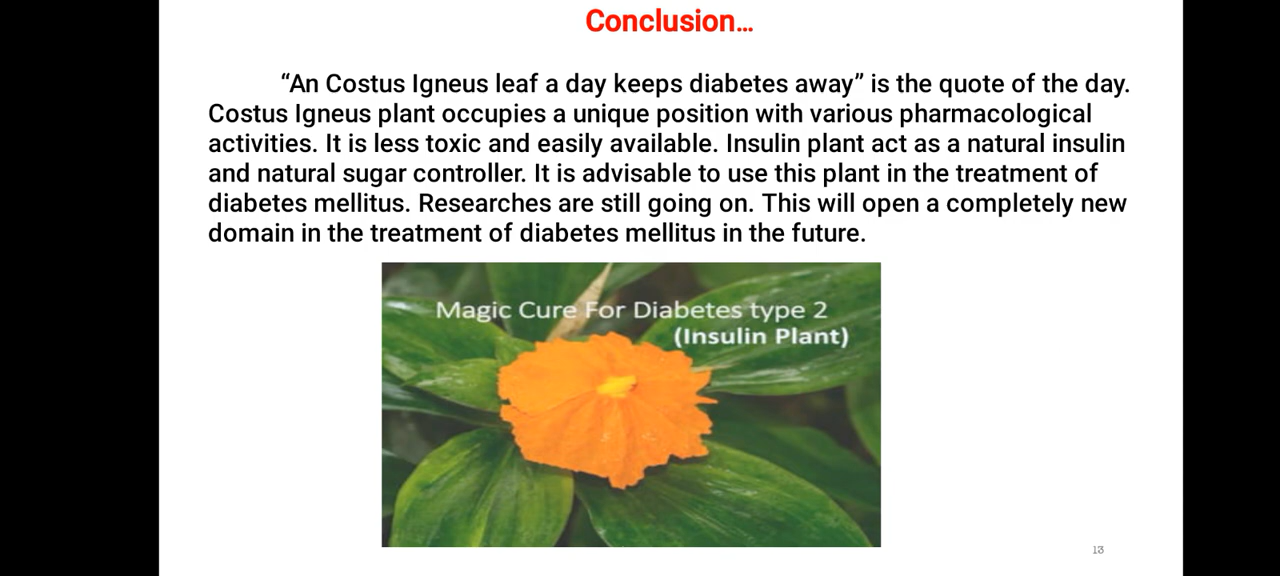 Conclusion…
“An Costus Igneus leaf a day keeps diabetes away” is the quote of the day.
Costus Igneus plant occupies a unique position with various pharmacological
activities. It is less toxic and easily available. Insulin plant act as a natural insulin
and natural sugar controller. It is advisable to use this plant in the treatment of
diabetes mellitus. Researches are still going on. This will open a completely new
domain in the treatment of diabetes mellitus in the future.
Magic Cure For Diabetes type 2
(Insulin Plant)
13